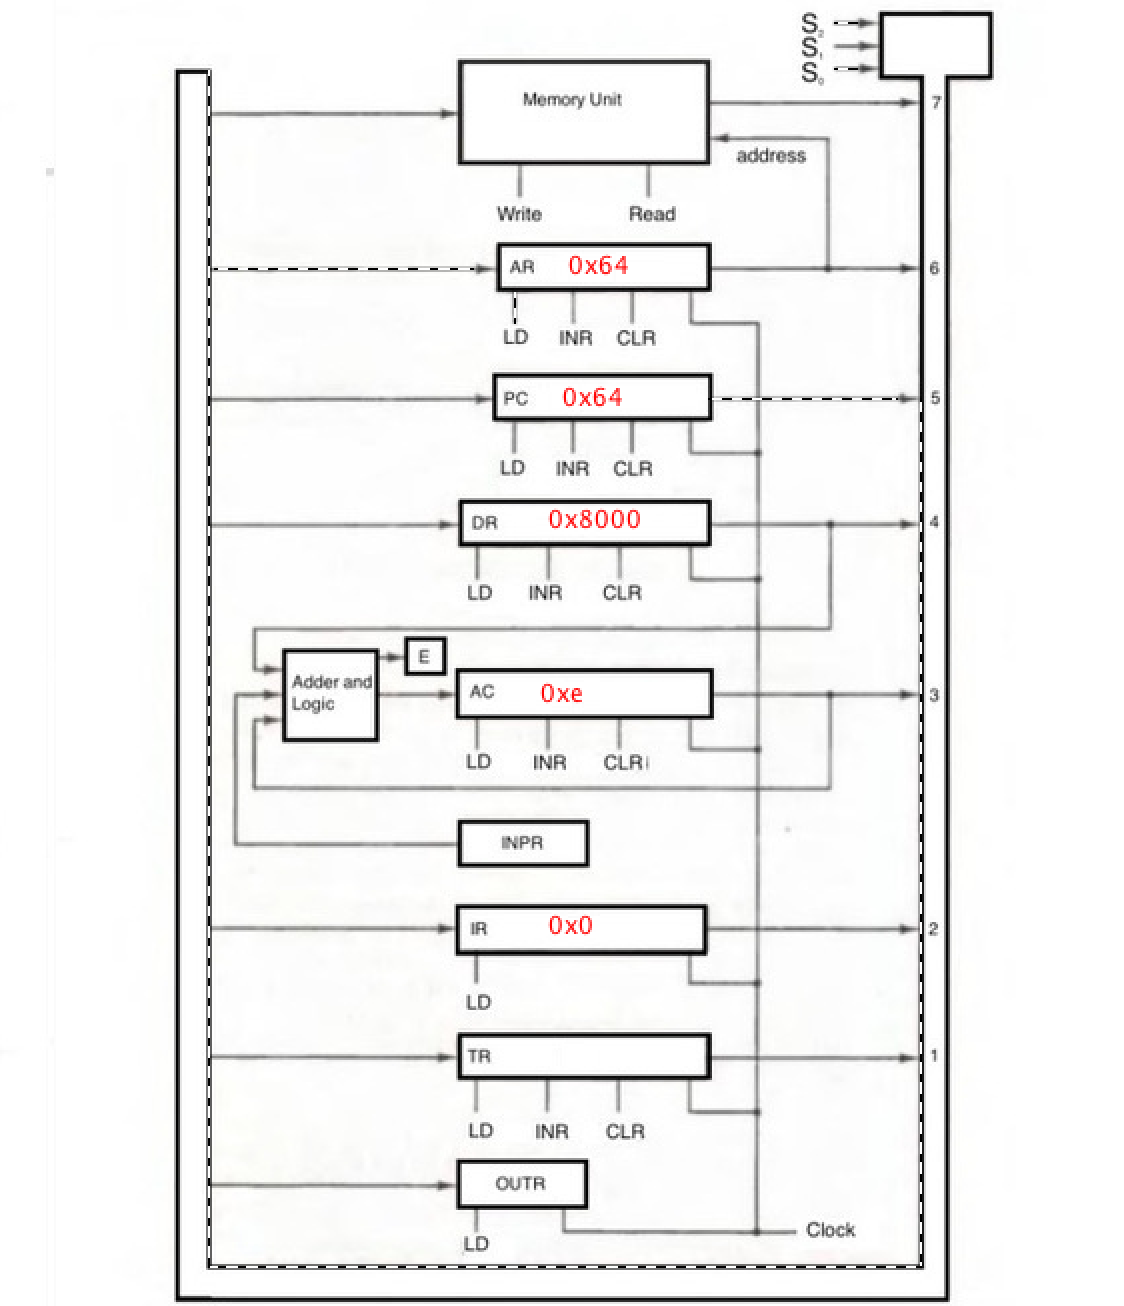 S2
S1
S0
Memory Unit
7
address
Write Read
AR 0x64
6
LD INR CLR
PC 0x64
5
LD INR CLR
DR 0x8000
4
LD INR CLR
E
Adder and
Logic
AC 0xe
3
LD INR CLR
INPR
IR 0x0
2
LD
TR
1
LD INR CLR
OUTR
Clock
LD